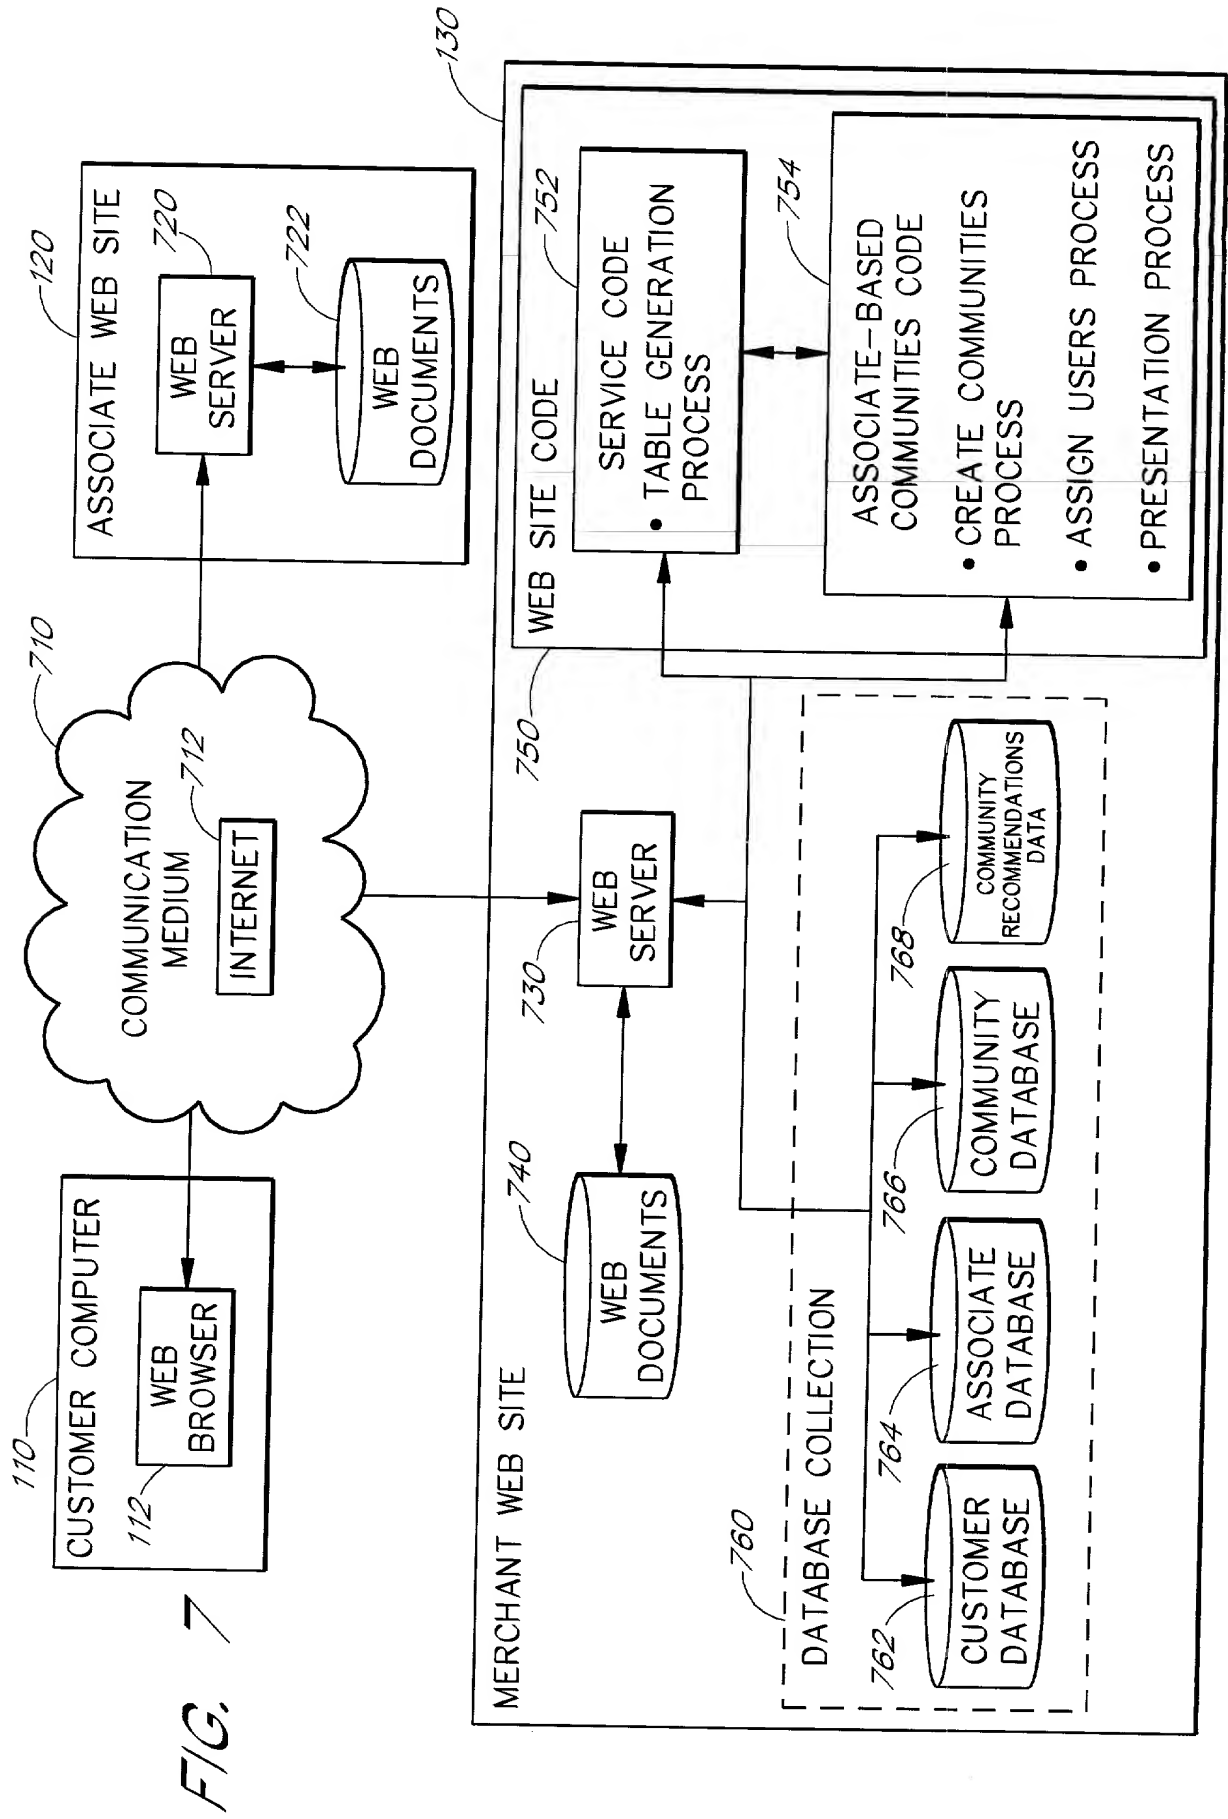 FIG. 7
110
CUSTOMER COMPUTER
112
WEB
BROWSER
710
COMMUNICATION
MEDIUM
712
INTERNET
120
ASSOCIATE WEB SITE
720
WEB
SERVER
722
WEB
DOCUMENTS
130
MERCHANT WEB SITE
740
WEB
DOCUMENTS
730
WEB
SERVER
750
WEB SITE CODE
752
SERVICE CODE
• TABLE GENERATION
PROCESS
754
ASSOCIATE-BASED
COMMUNITIES CODE
• CREATE COMMUNITIES
PROCESS
• ASSIGN USERS PROCESS
• PRESENTATION PROCESS
760
DATABASE COLLECTION
762
CUSTOMER
DATABASE
764
ASSOCIATE
DATABASE
766
COMMUNITY
DATABASE
768
COMMUNITY
RECOMMENDATIONS
DATA